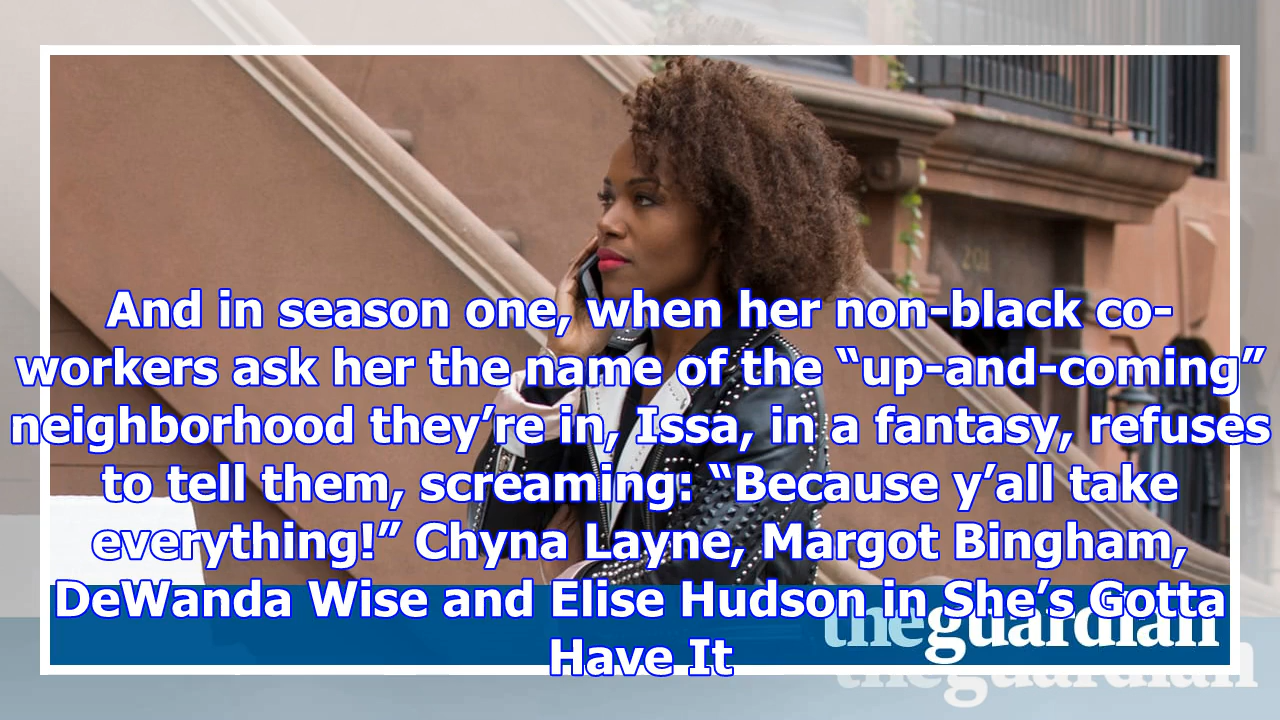 201
And in season one, when her non-black co-
workers ask her the name of the “up-and-coming”
neighborhood they’re in, Issa, in a fantasy, refuses
to tell them, screaming: “Because y’all take
everything!” Chyna Layne, Margot Bingham,
DeWanda Wise and Elise Hudson in She’s Gotta
Have It
theguardian
theguardian